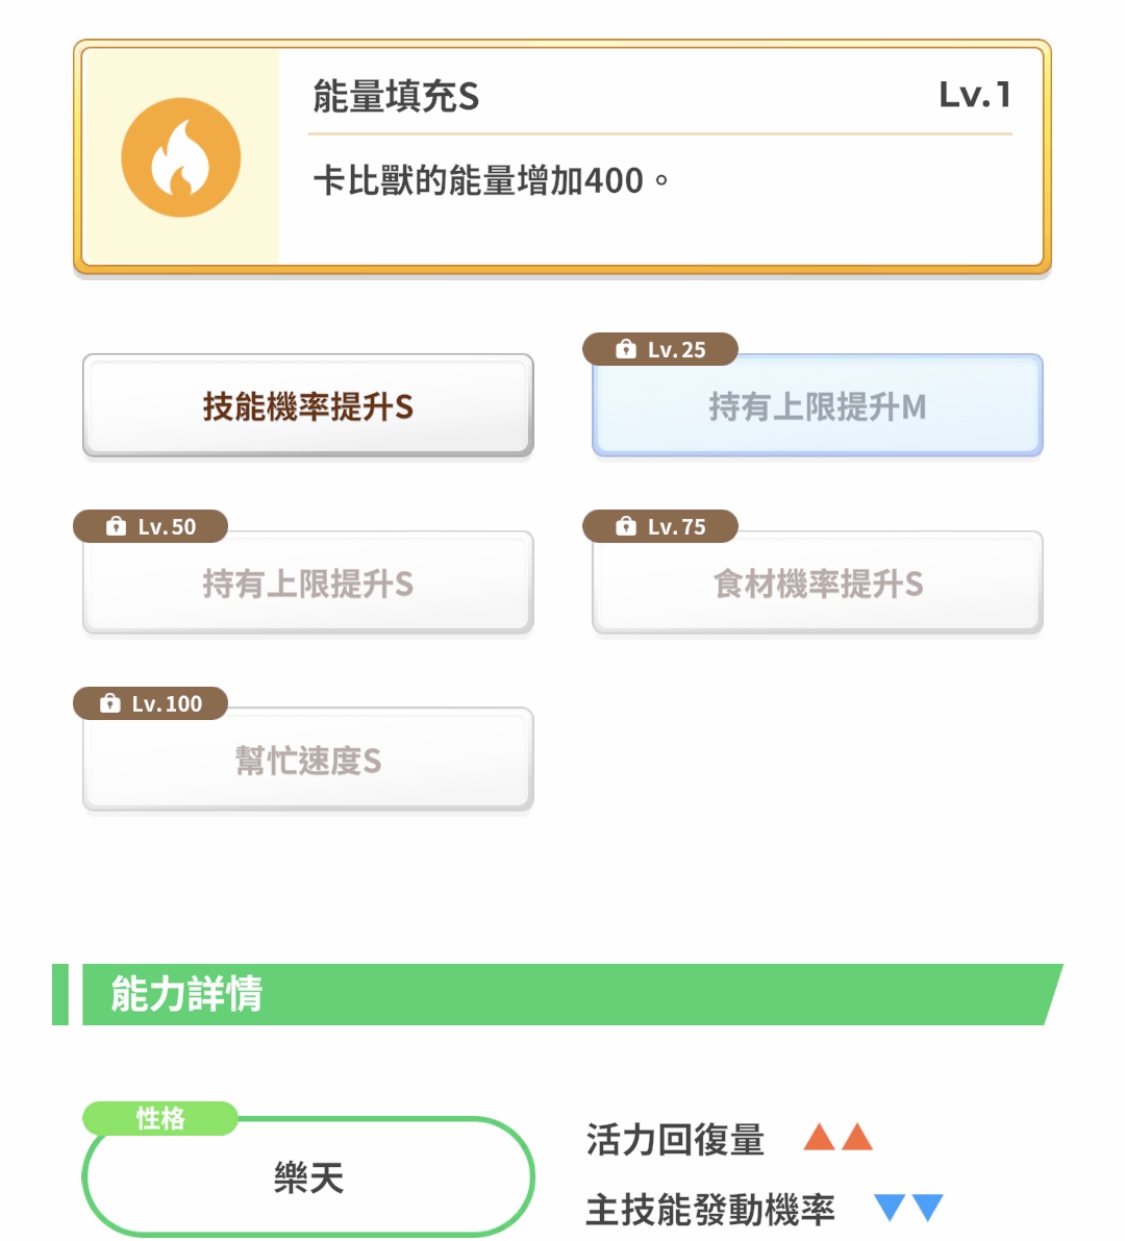 能量填充S
Lv.1
卡比獸的能量增加400。
技能機率提升S
Lv.25
持有上限提升M
Lv.50
持有上限提升S
Lv.75
食材機率提升S
Lv.100
幫忙速度S
能力詳情
性格
樂天
活力回復量 ▲▲
主技能發動機率 ▼▼